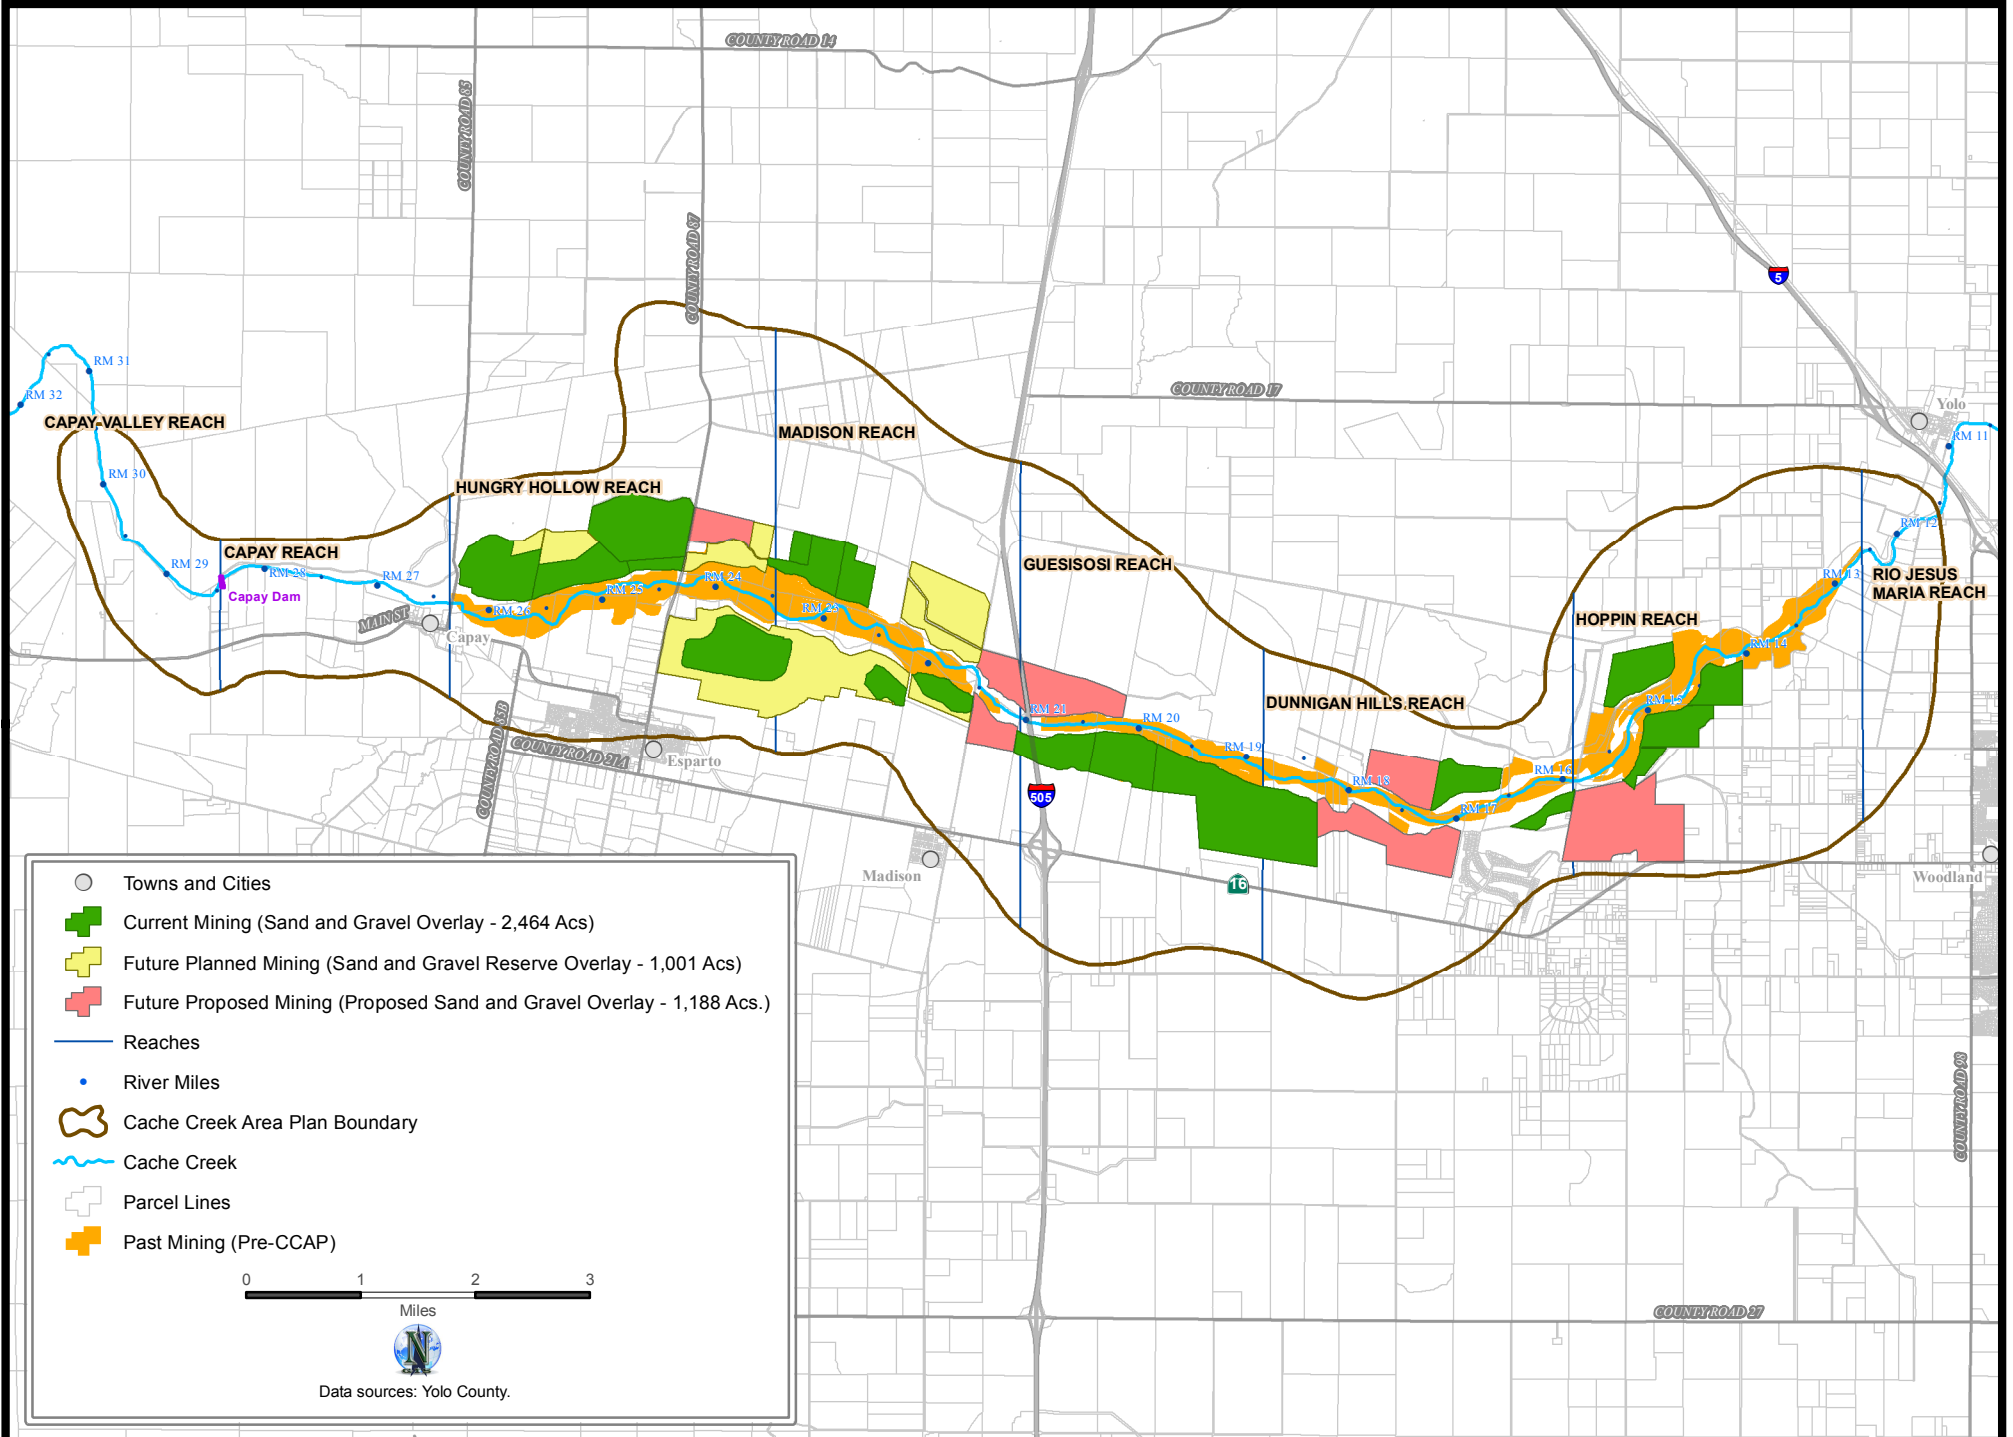 COUNTY ROAD 14
COUNTY ROAD 85
COUNTY ROAD 87
5
RM 31
RM 32
CAPAY VALLEY REACH
COUNTY ROAD 17
Yolo
RM 11
MADISON REACH
RM 30
HUNGRY HOLLOW REACH
RM 12
CAPAY REACH
RM 29
RM 28
RM 27
Capay Dam
GUESISOSI REACH
RM 13
RIO JESUS
MARIA REACH
MAIN ST
Capay
RM 26
RM 25
RM 24
RM 23
HOPPIN REACH
RM 14
RM 15
DUNNIGAN HILLS REACH
RM 21
RM 20
RM 19
RM 18
RM 17
RM 16
COUNTY ROAD 85B
COUNTY ROAD 21A
Esparto
505
Madison
16
Woodland
Towns and Cities
Current Mining (Sand and Gravel Overlay - 2,464 Acs)
Future Planned Mining (Sand and Gravel Reserve Overlay - 1,001 Acs)
Future Proposed Mining (Proposed Sand and Gravel Overlay - 1,188 Acs.)
Reaches
River Miles
Cache Creek Area Plan Boundary
Cache Creek
Parcel Lines
Past Mining (Pre-CCAP)
0 1 2 3
Miles
N
Data sources: Yolo County.
COUNTY ROAD 98
COUNTY ROAD 27